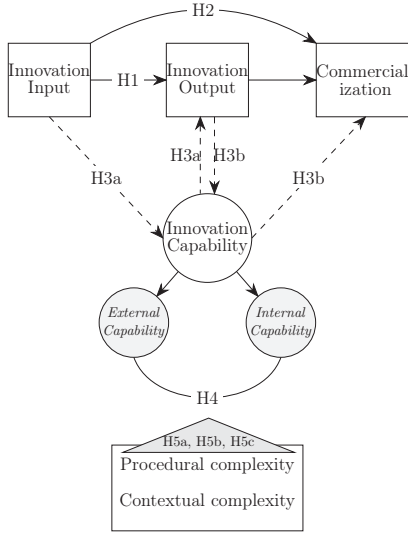 H2
Innovation
Input
H1
Innovation
Output
Commercial
ization
H3a
H3a
H3b
H3b
Innovation
Capability
External
Capability
Internal
Capability
H4
H5a, H5b, H5c
Procedural complexity
Contextual complexity